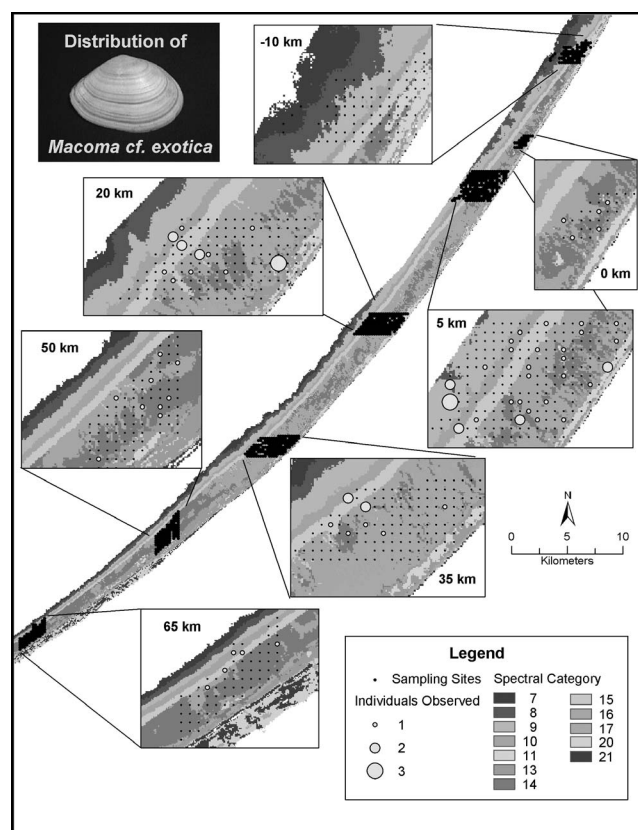 Distribution of
Macoma cf. exotica
-10 km
20 km
0 km
5 km
50 km
35 km
65 km
N
0 5 10
Kilometers
Legend
Sampling Sites
Individuals Observed
1
2
3
Spectral Category
7
8
9
10
11
13
14
15
16
17
20
21